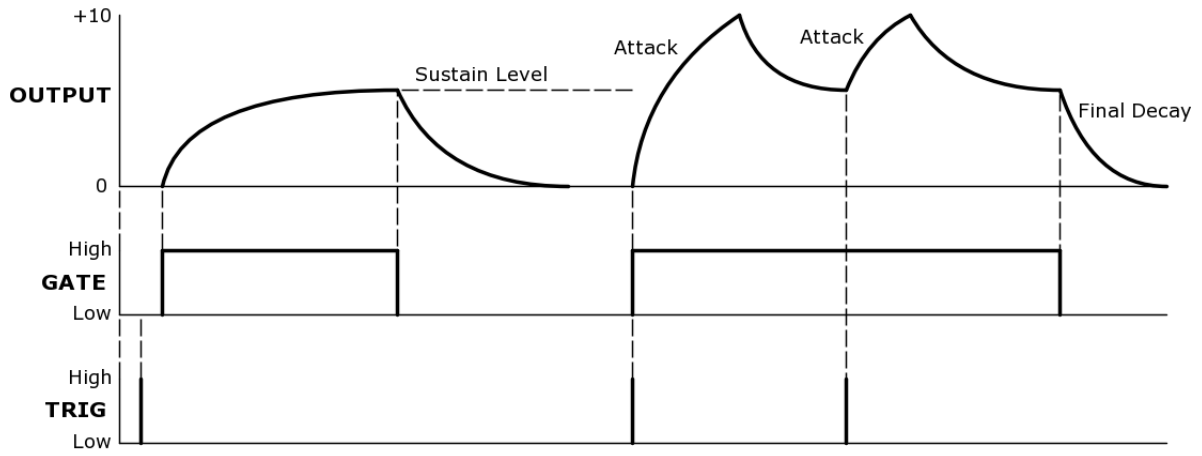 +10
Attack
Attack
Sustain Level
OUTPUT
Final Decay
0
High
GATE
Low
High
TRIG
Low